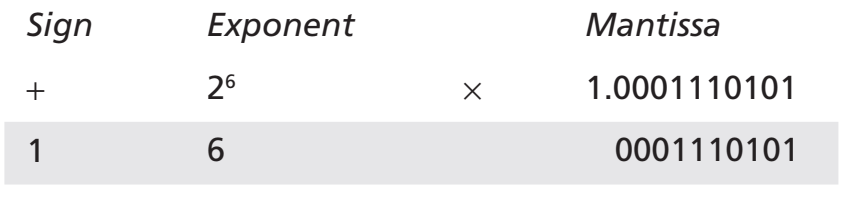 Sign Exponent Mantissa
+ 2⁶ × 1.0001110101
1 6 0001110101